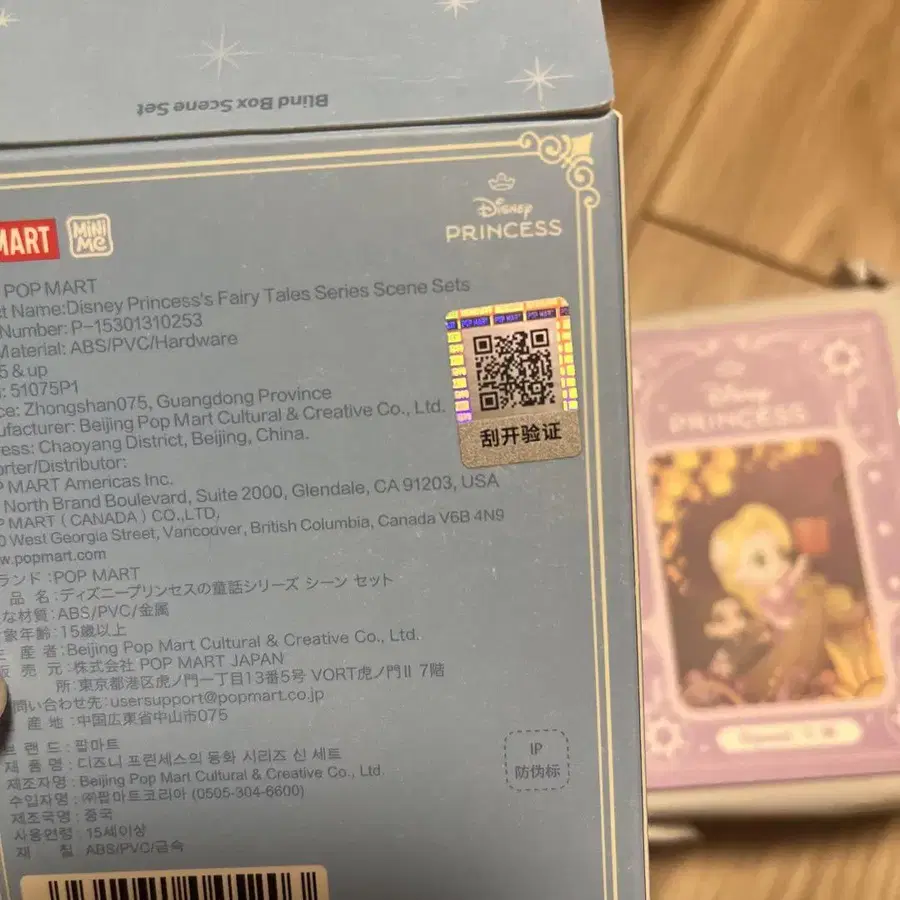 Blind Box Scene Set
MART
MINI ME
Disney
PRINCESS
POP MART
Name:Disney Princess's Fairy Tales Series Scene Sets
Number: P-15301310253
Material: ABS/PVC/Hardware
5 & up
: 51075P1
ce: Zhongshan075, Guangdong Province
ufacturer: Beijing Pop Mart Cultural & Creative Co., Ltd.
ess: Chaoyang District, Beijing, China.
orter/Distributor:
P MART Americas Inc.
North Brand Boulevard, Suite 2000, Glendale, CA 91203, USA
P MART (CANADA) CO.,LTD,
0 West Georgia Street, Vancouver, British Columbia, Canada V6B 4N9
w.popmart.com
POP MART
刮开验证
ランド:POP MART
品 名:ディズニープリンセスの童話シリーズ シーン セット
な材質:ABS/PVC/金属
象年齢:15歳以上
産 者:Beijing Pop Mart Cultural & Creative Co., Ltd.
売 元:株式会社 POP MART JAPAN
所:東京都港区虎ノ門一丁目13番5号 VORT虎ノ門II 7階
問い合わせ先:usersupport@popmart.co.jp
産 地:中国広東省中山市075
브 랜 드 : 팝마트
제 품 명 : 디즈니 프린세스의 동화 시리즈 신 세트
제조자명 : Beijing Pop Mart Cultural & Creative Co., Ltd.
수입자명 : ㈜팝마트코리아 (0505-304-6600)
제조국명 : 중국
사용연령 : 15세이상
재 질 : ABS/PVC/금속
IP
防伪标
Disney
PRINCESS